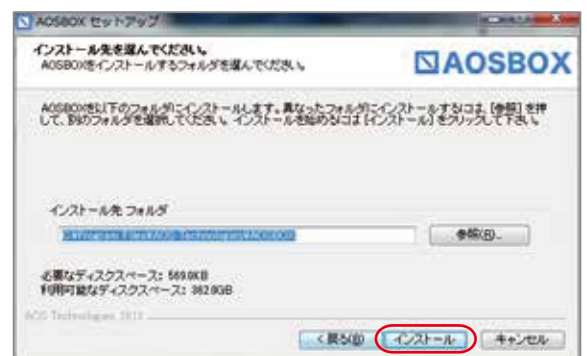 AOSBOX セットアップ
インストール先を選んでください。
AOSBOXをインストールするフォルダを選んでください。
AOSBOX
AOSBOXを以下のフォルダにインストールします。異なったフォルダにインストールするには、[参照] を押
して、別のフォルダを選択してください。インストールを始めるには [インストール] をクリックして下さい。
インストール先 フォルダ
参照(R)...
必要なディスクスペース:
利用可能なディスクスペース:
AOS Technologies
< 戻る(B)
インストール
キャンセル